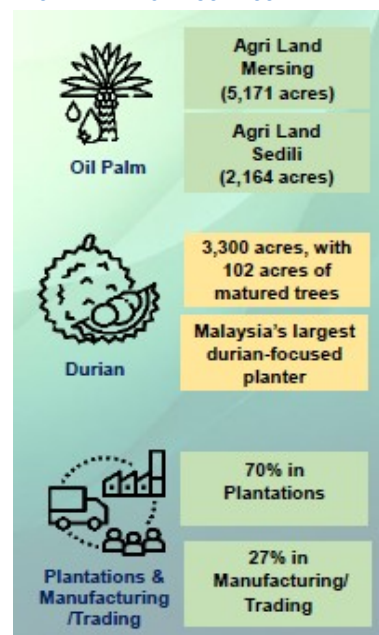 Agri Land
Mersing
(5,171 acres)
Agri Land
Sedili
(2,164 acres)
Oil Palm
3,300 acres, with
102 acres of
matured trees
Malaysia's largest
durian-focused
planter
Durian
70% in
Plantations
27% in
Manufacturing/
Trading
Plantations &
Manufacturing
/Trading